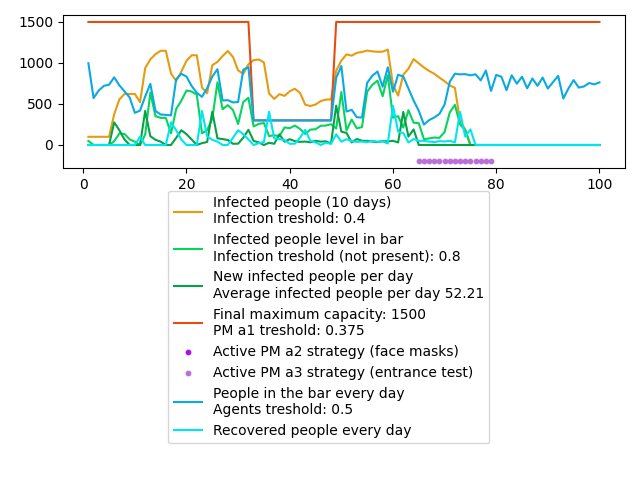 1500
1000
500
0
0 20 40 60 80 100
Infected people (10 days)
Infection treshold: 0.4
Infected people level in bar
Infection treshold (not present): 0.8
New infected people per day
Average infected people per day 52.21
Final maximum capacity: 1500
PM a1 treshold: 0.375
Active PM a2 strategy (face masks)
Active PM a3 strategy (entrance test)
People in the bar every day
Agents treshold: 0.5
Recovered people every day